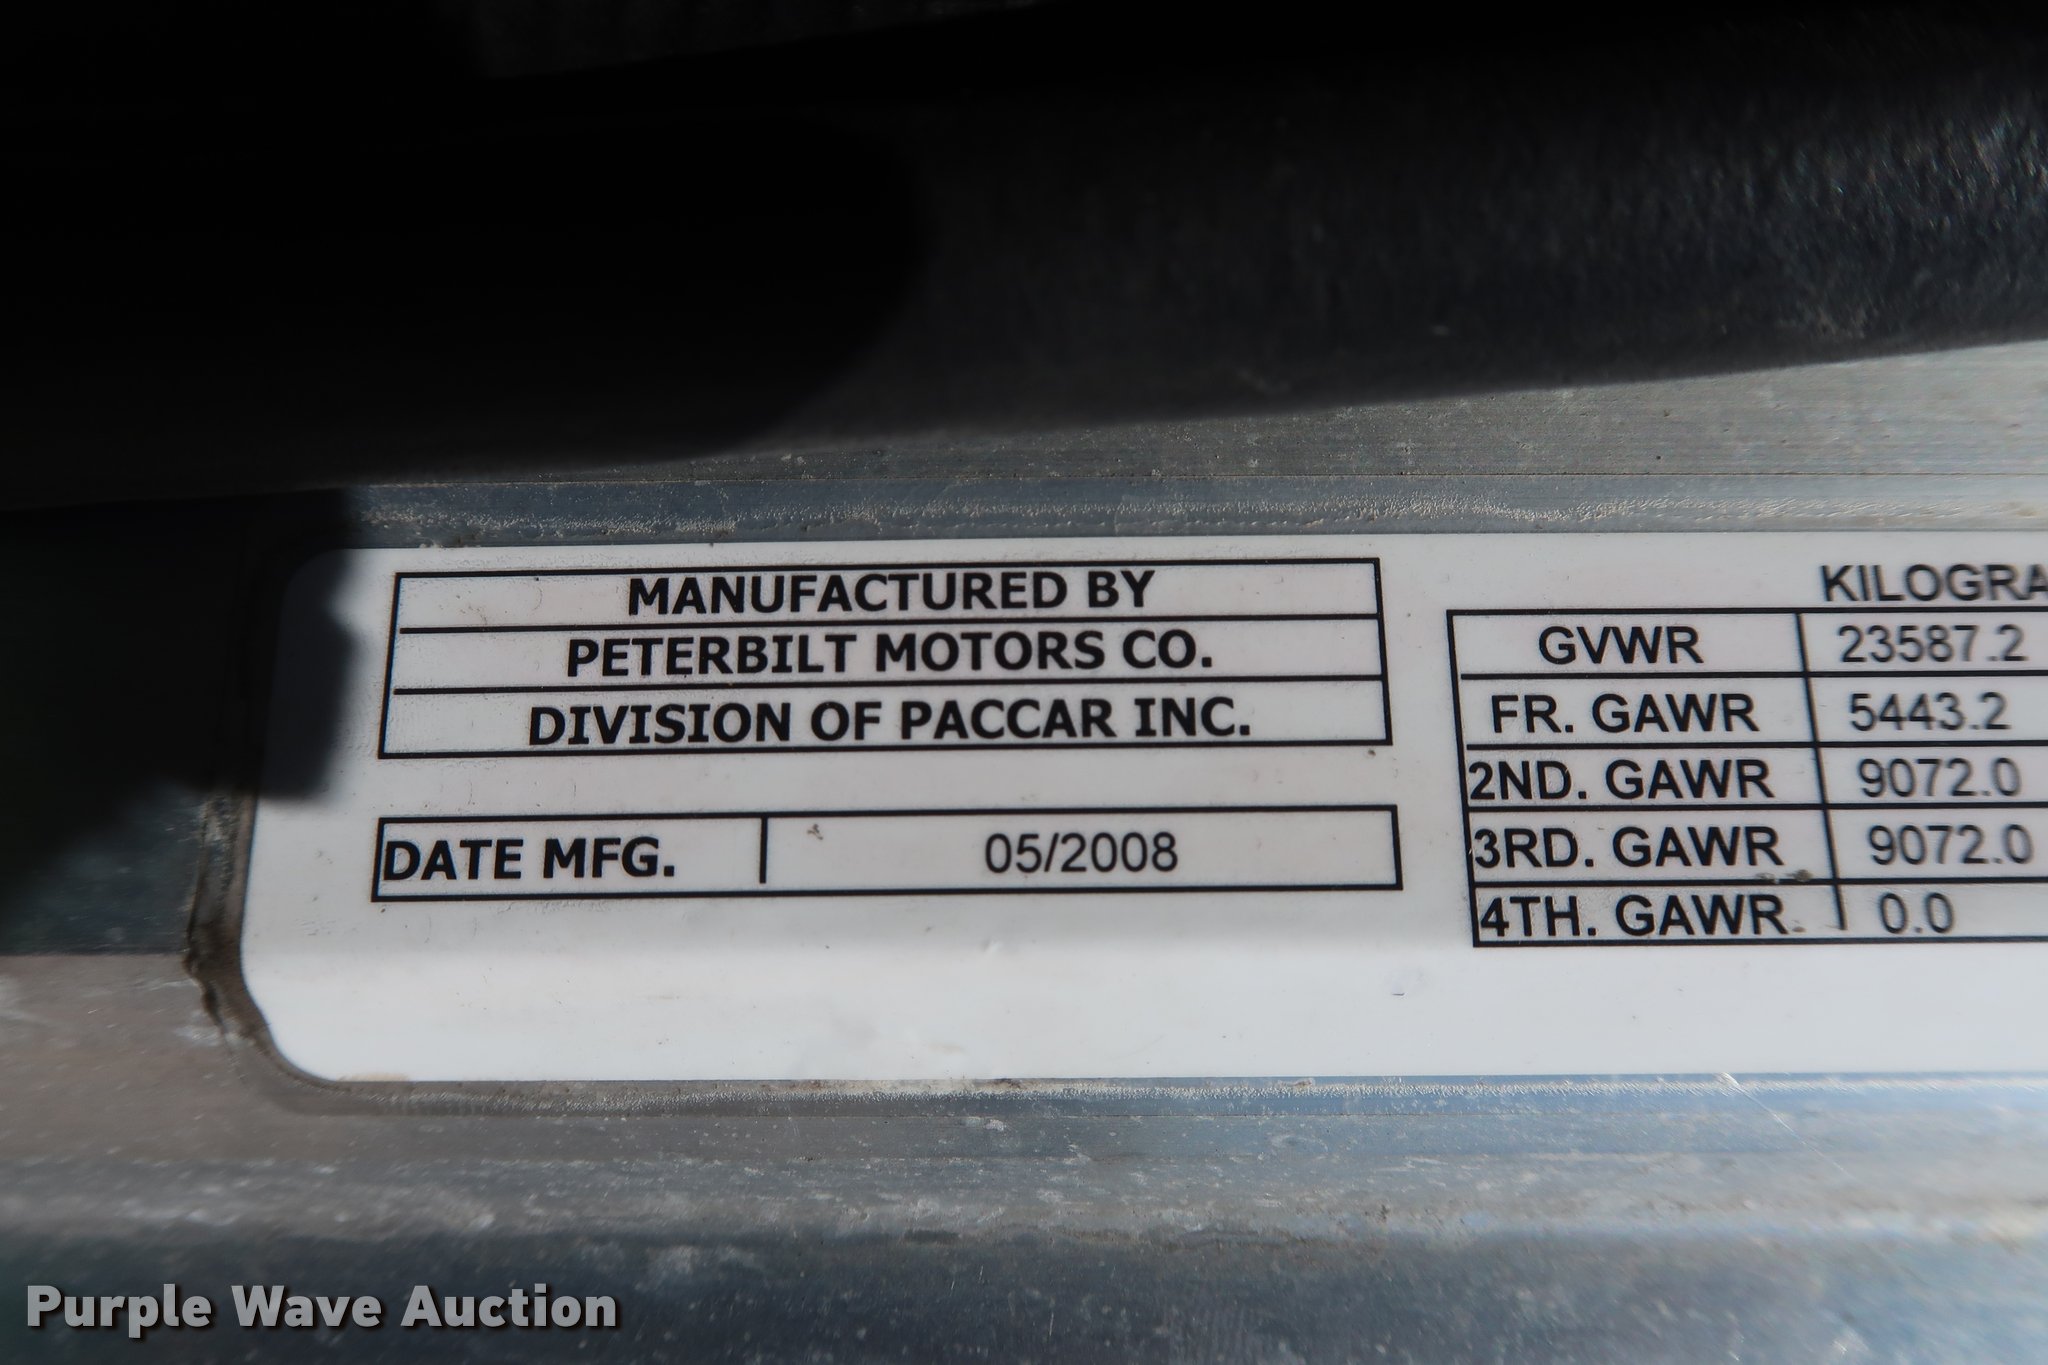 MANUFACTURED BY
PETERBILT MOTORS CO.
DIVISION OF PACCAR INC.
DATE MFG. 05/2008
KILOGRA
GVWR 23587.2
FR. GAWR 5443.2
2ND. GAWR 9072.0
3RD. GAWR 9072.0
4TH. GAWR 0.0
Purple Wave Auction